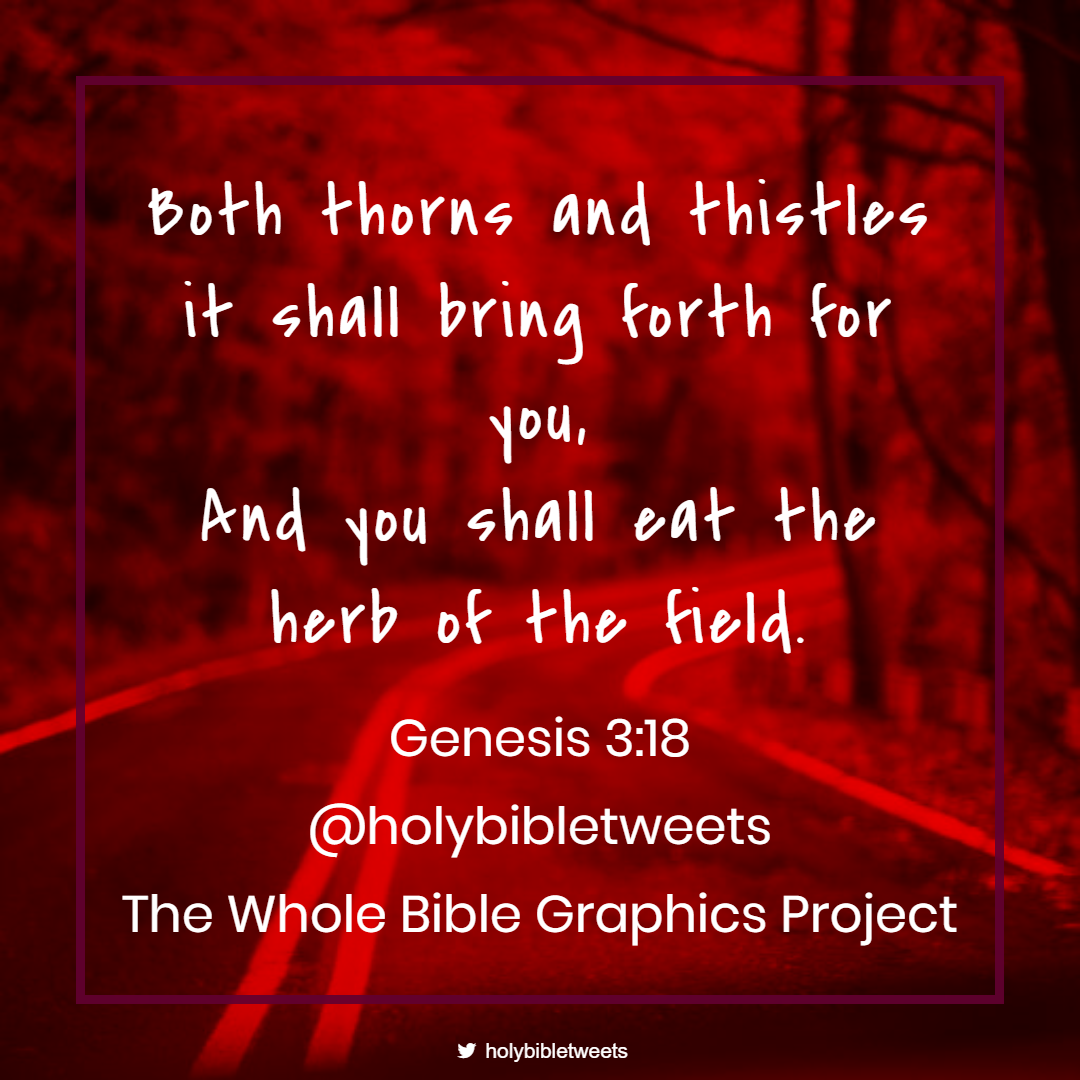 Both thorns and thistles
it shall bring forth for
you,
And you shall eat the
herb of the field.
Genesis 3:18
@holybibletweets
The Whole Bible Graphics Project
holybibletweets